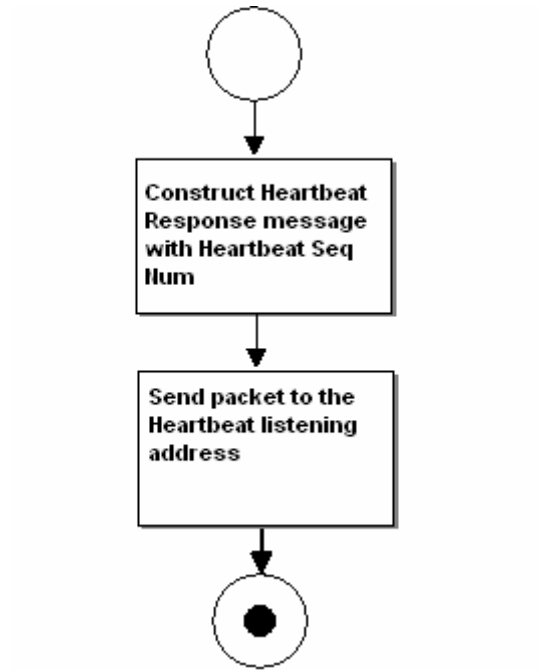 Construct Heartbeat
Response message
with Heartbeat Seq
Num
Send packet to the
Heartbeat listening
address